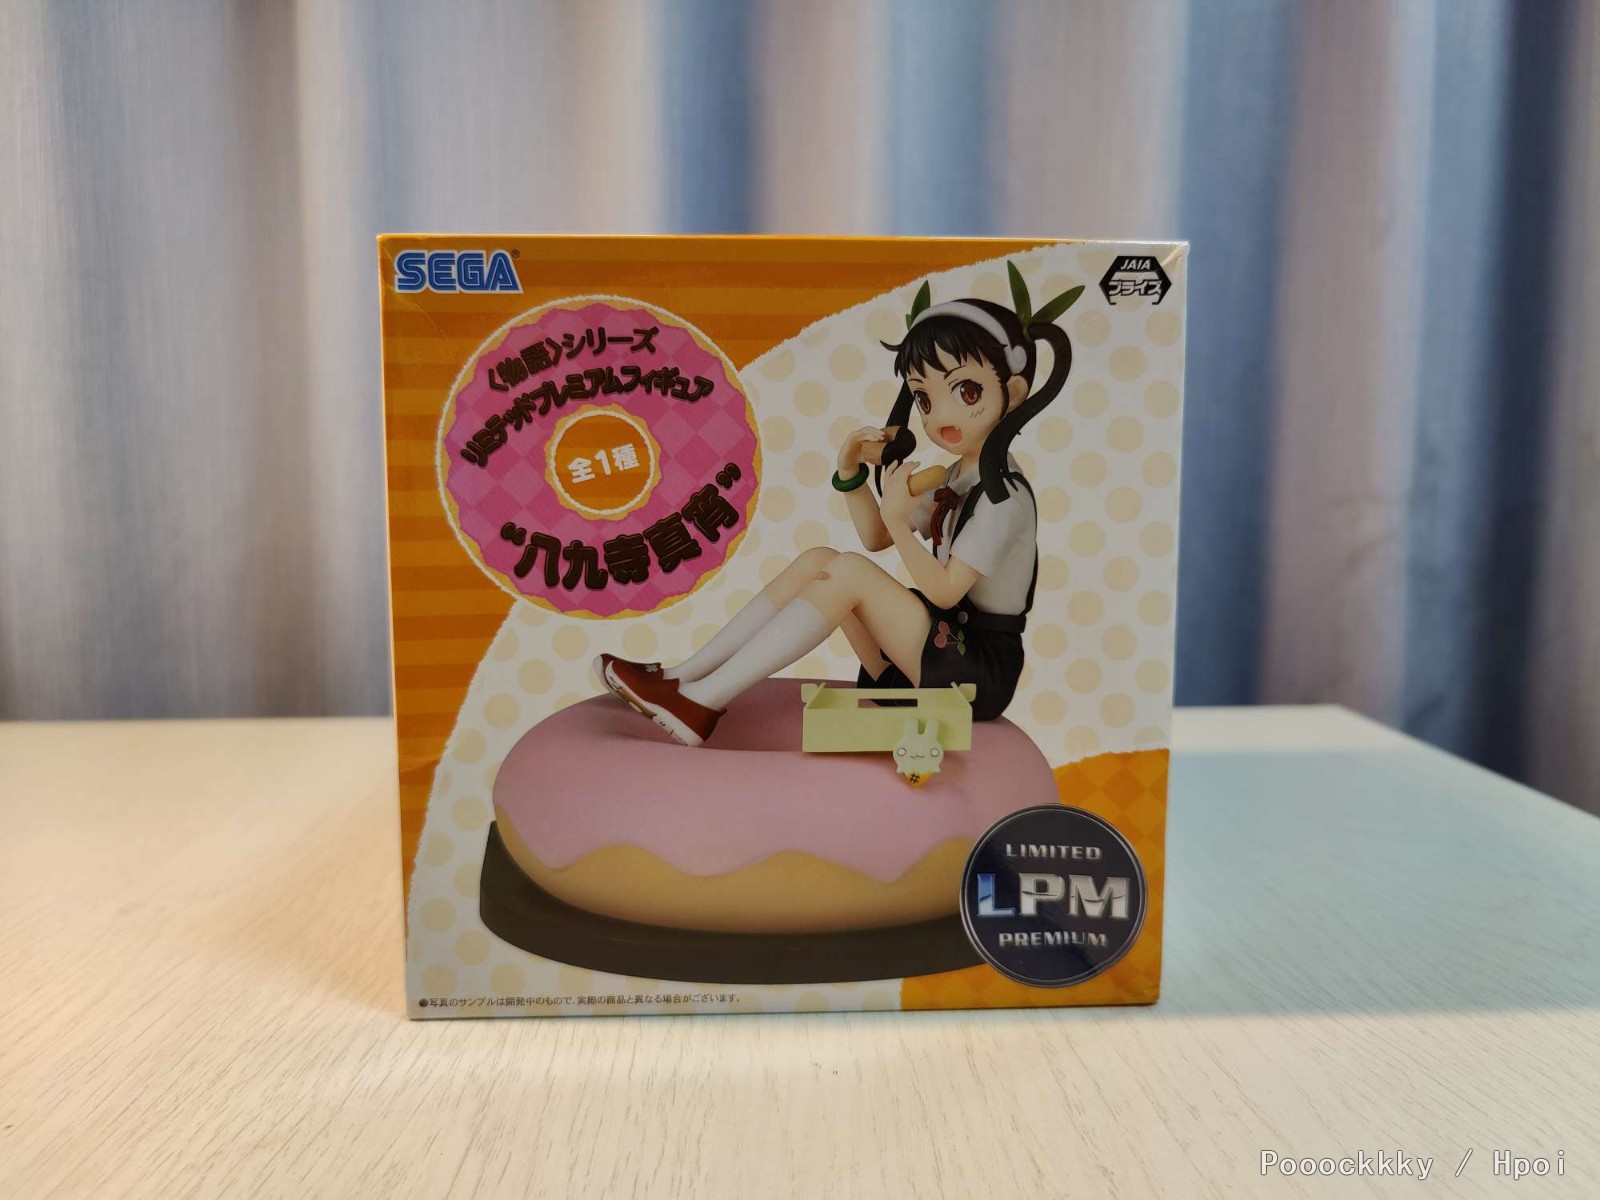 SEGA®
JAIA
プライズ
〈物語〉シリーズ
リミテッドプレミアムフィギュア
全1種
“八九寺真宵”
#
LIMITED
LPM
PREMIUM
●写真のサンプルは開発中のもので、実際の商品と異なる場合がございます。
Pooockkky / Hpoi